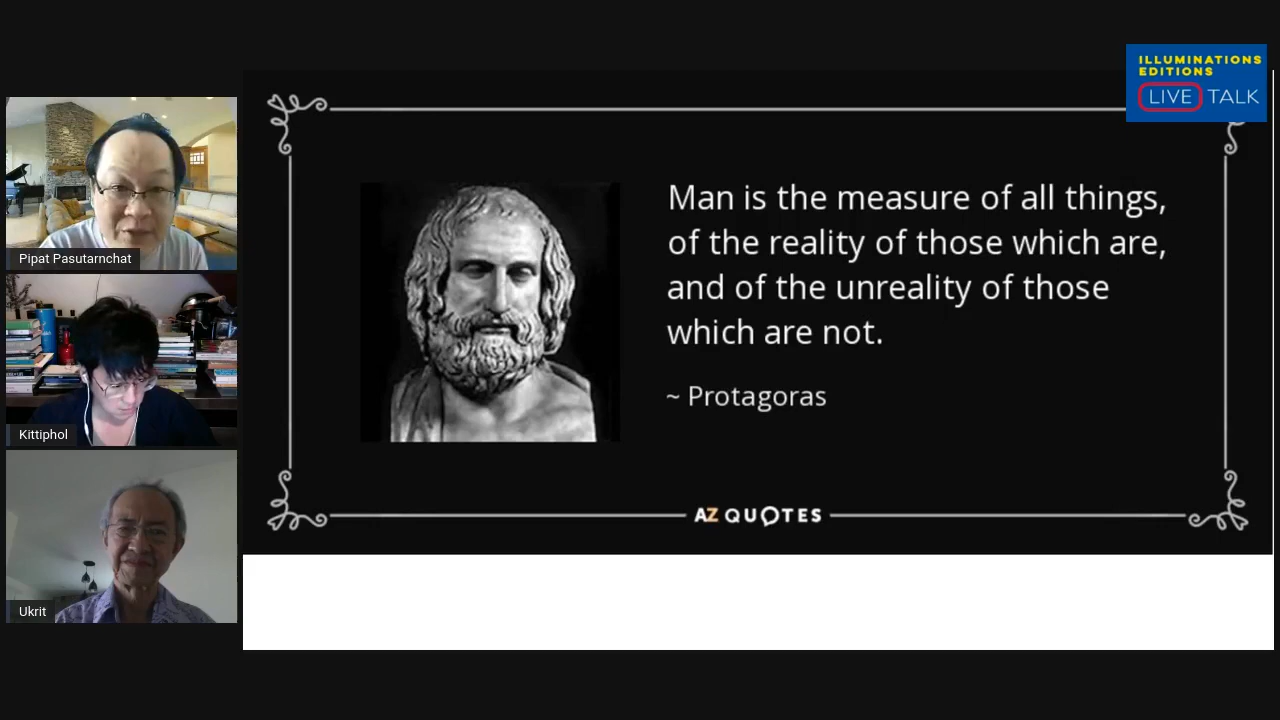 ILLUMINATIONS
EDITIONS
LIVE TALK
Pipat Pasutarnchat
Kittiphol
Ukrit
Man is the measure of all things,
of the reality of those which are,
and of the unreality of those
which are not.
~ Protagoras
AZ QUOTES